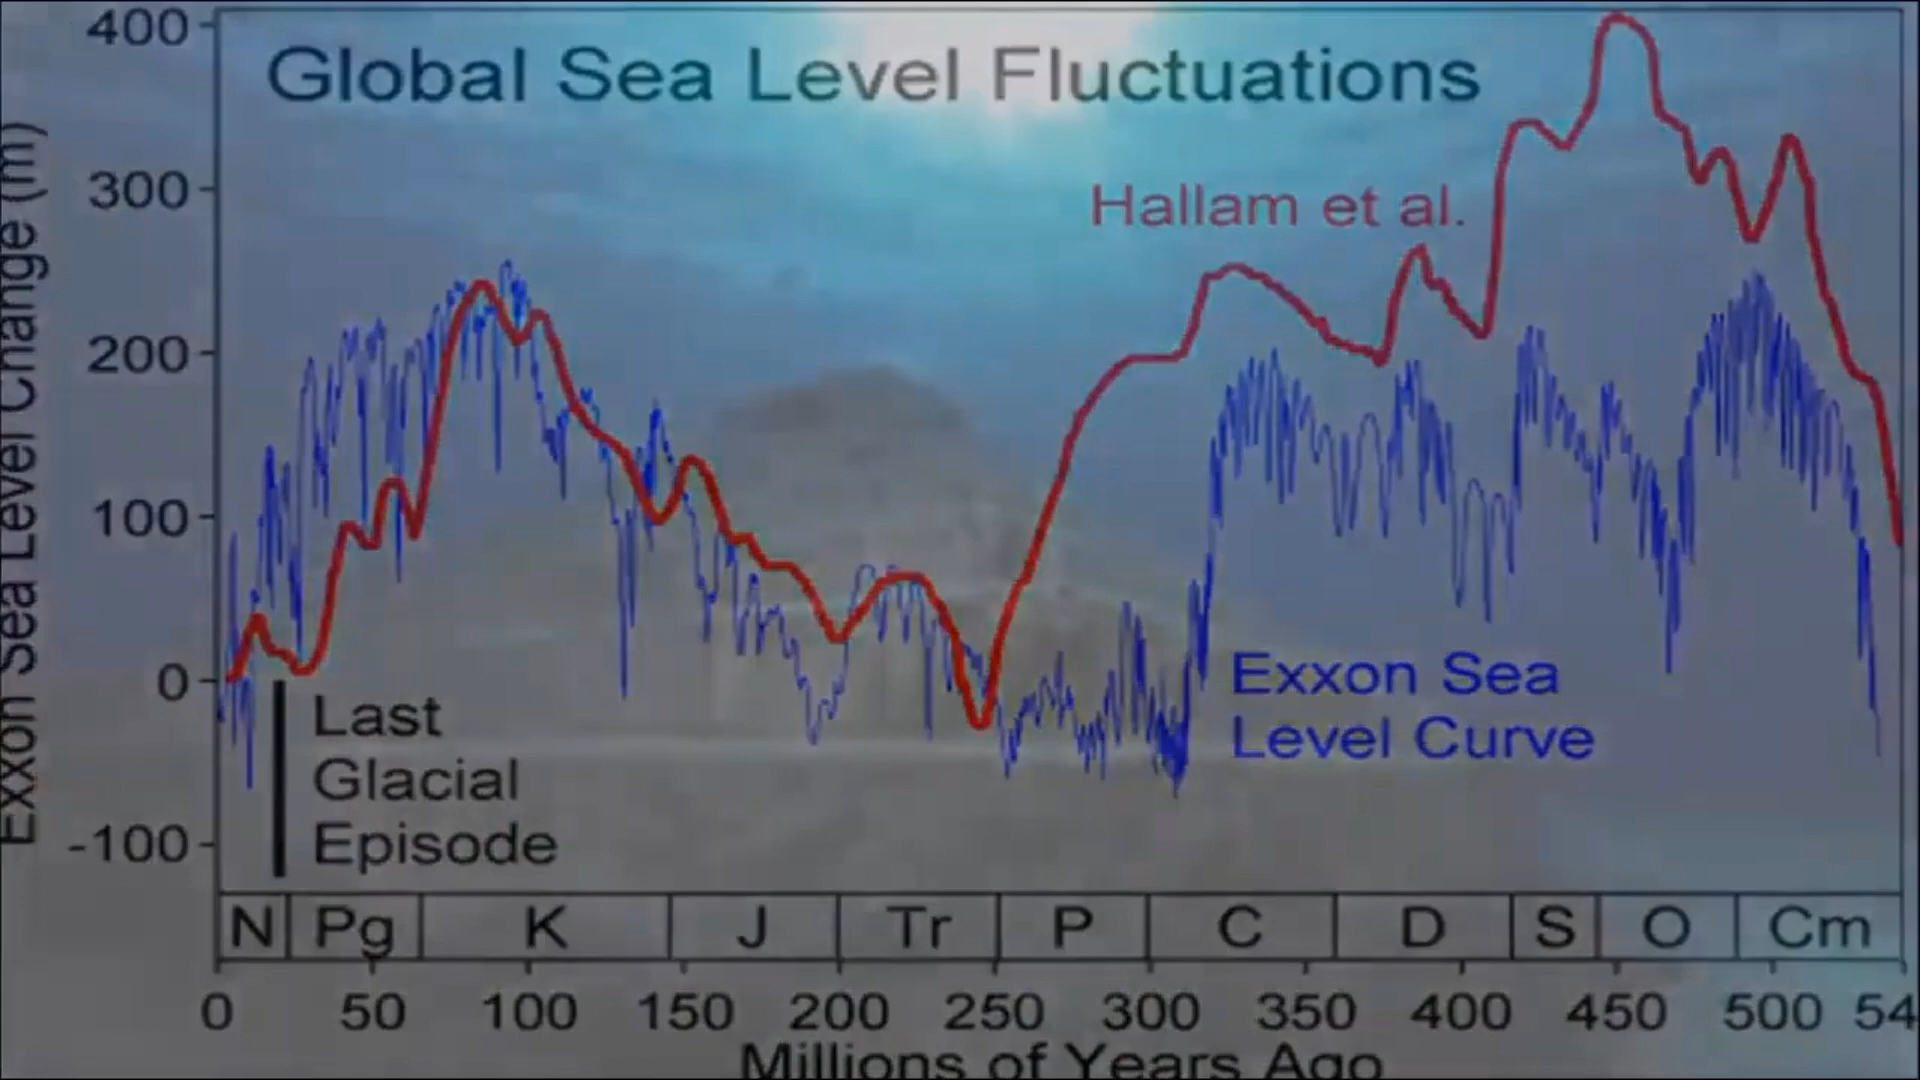 Global Sea Level Fluctuations
Exxon Sea Level Change (m)
400
300
200
100
0
-100
Hallam et al.
Exxon Sea
Level Curve
Last
Glacial
Episode
N Pg K J Tr P C D S O Cm
0 50 100 150 200 250 300 350 400 450 500 54
Millions of Years Ago